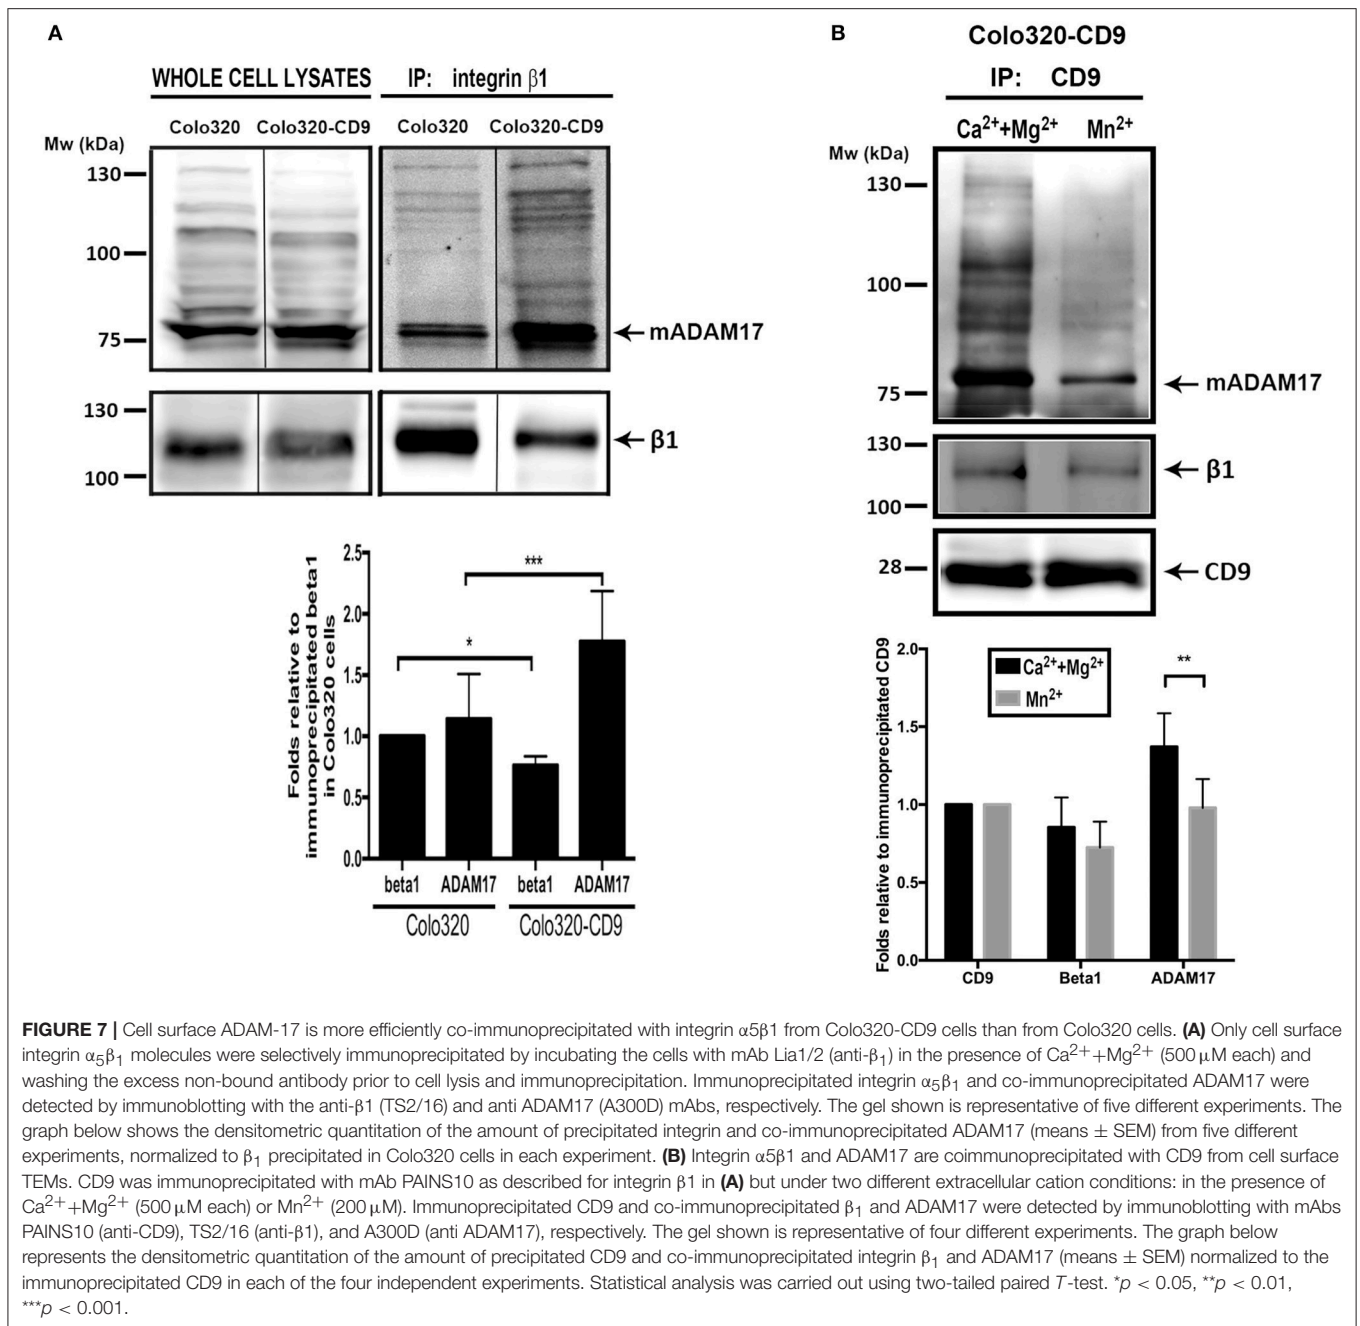 A
WHOLE CELL LYSATES
IP: integrin β1
Colo320 Colo320-CD9 Colo320 Colo320-CD9
Mw (kDa)
130
100
75
mADAM17
130
100
β1
Folds relative to
immunoprecipitated beta1
in Colo320 cells
2.5
2.0
1.5
1.0
0.5
0.0
***
*
beta1 ADAM17 beta1 ADAM17
Colo320 Colo320-CD9
B
Colo320-CD9
IP: CD9
Ca²⁺+Mg²⁺ Mn²⁺
Mw (kDa)
130
100
75
mADAM17
130
100
β1
28
CD9
Folds relative to immunoprecipitated CD9
2.0
1.5
1.0
0.5
0.0
Ca²⁺+Mg²⁺
Mn²⁺
**
CD9 Beta1 ADAM17
FIGURE 7 | Cell surface ADAM-17 is more efficiently co-immunoprecipitated with integrin α5β1 from Colo320-CD9 cells than from Colo320 cells. (A) Only cell surface
integrin α₅β₁ molecules were selectively immunoprecipitated by incubating the cells with mAb Lia1/2 (anti-β₁) in the presence of Ca²⁺+Mg²⁺ (500 μM each) and
washing the excess non-bound antibody prior to cell lysis and immunoprecipitation. Immunoprecipitated integrin α₅β₁ and co-immunoprecipitated ADAM17 were
detected by immunoblotting with the anti-β1 (TS2/16) and anti ADAM17 (A300D) mAbs, respectively. The gel shown is representative of five different experiments. The
graph below shows the densitometric quantitation of the amount of precipitated integrin and co-immunoprecipitated ADAM17 (means ± SEM) from five different
experiments, normalized to β₁ precipitated in Colo320 cells in each experiment. (B) Integrin α5β1 and ADAM17 are coimmunoprecipitated with CD9 from cell surface
TEMs. CD9 was immunoprecipitated with mAb PAINS10 as described for integrin β1 in (A) but under two different extracellular cation conditions: in the presence of
Ca²⁺+Mg²⁺ (500 μM each) or Mn²⁺ (200 μM). Immunoprecipitated CD9 and co-immunoprecipitated β₁ and ADAM17 were detected by immunoblotting with mAbs
PAINS10 (anti-CD9), TS2/16 (anti-β1), and A300D (anti ADAM17), respectively. The gel shown is representative of four different experiments. The graph below
represents the densitometric quantitation of the amount of precipitated CD9 and co-immunoprecipitated integrin β₁ and ADAM17 (means ± SEM) normalized to the
immunoprecipitated CD9 in each of the four independent experiments. Statistical analysis was carried out using two-tailed paired T-test. *p < 0.05, **p < 0.01,
***p < 0.001.